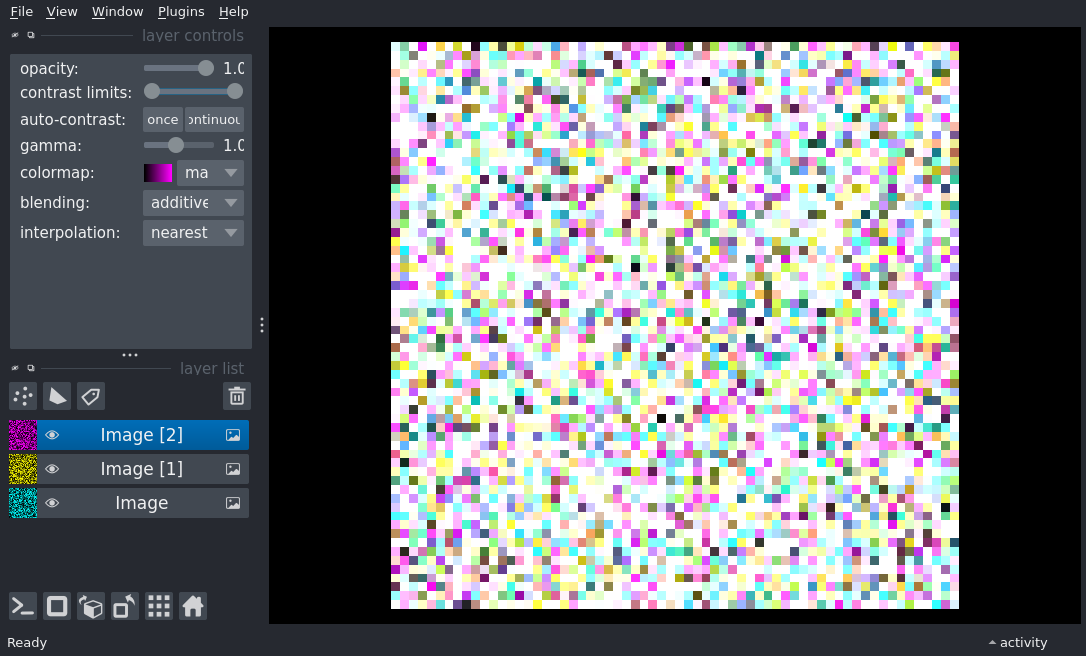 File View Window Plugins Help
layer controls
opacity: 1.0
contrast limits:
auto-contrast: once ontinuou
gamma: 1.0
colormap: ma
blending: additive
interpolation: nearest
layer list
Image [2]
Image [1]
Image
Ready activity